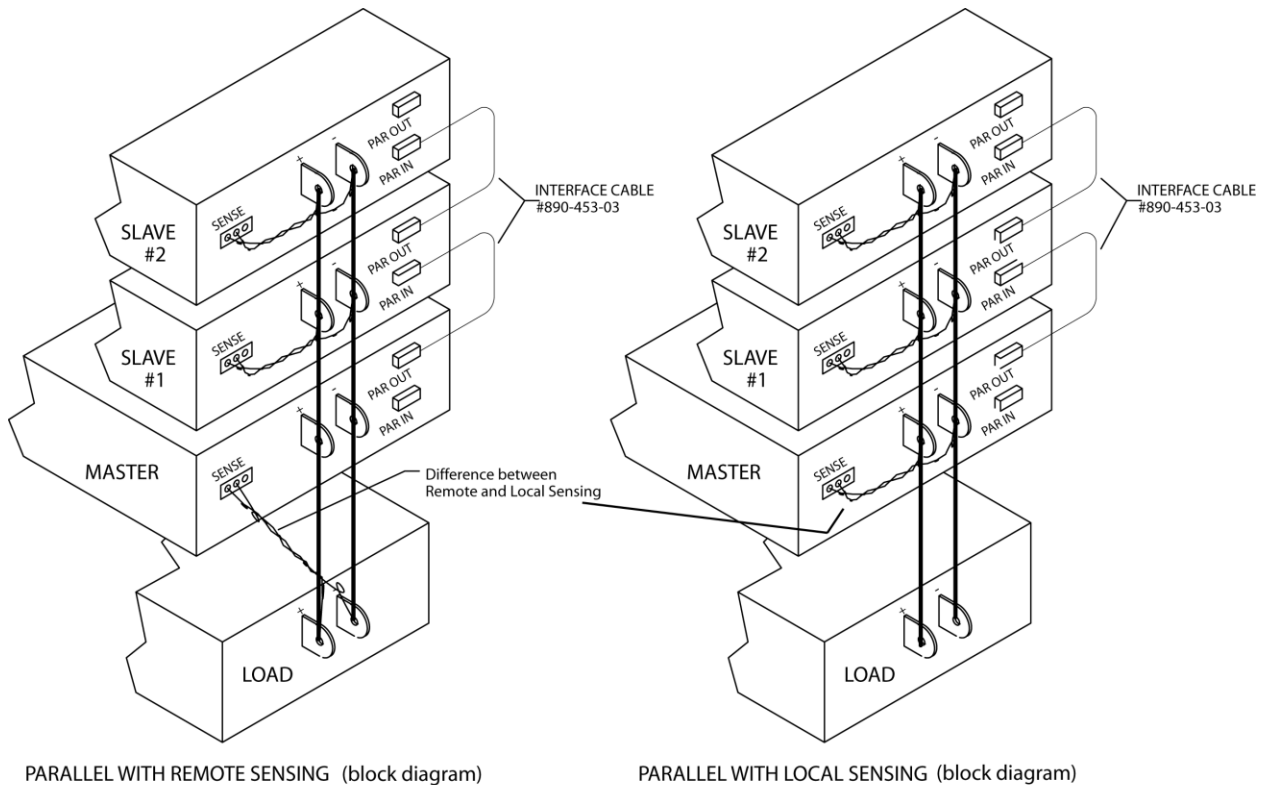 -
+
PAR OUT
PAR IN
SENSE
SLAVE
#2
-
+
PAR OUT
PAR IN
SENSE
SLAVE
#1
-
+
PAR OUT
PAR IN
SENSE
MASTER
+
-
LOAD
INTERFACE CABLE
#890-453-03
Difference between
Remote and Local Sensing
PARALLEL WITH REMOTE SENSING (block diagram)
-
+
PAR OUT
PAR IN
SENSE
SLAVE
#2
-
+
PAR OUT
PAR IN
SENSE
SLAVE
#1
-
+
PAR OUT
PAR IN
SENSE
MASTER
+
-
LOAD
INTERFACE CABLE
#890-453-03
PARALLEL WITH LOCAL SENSING (block diagram)